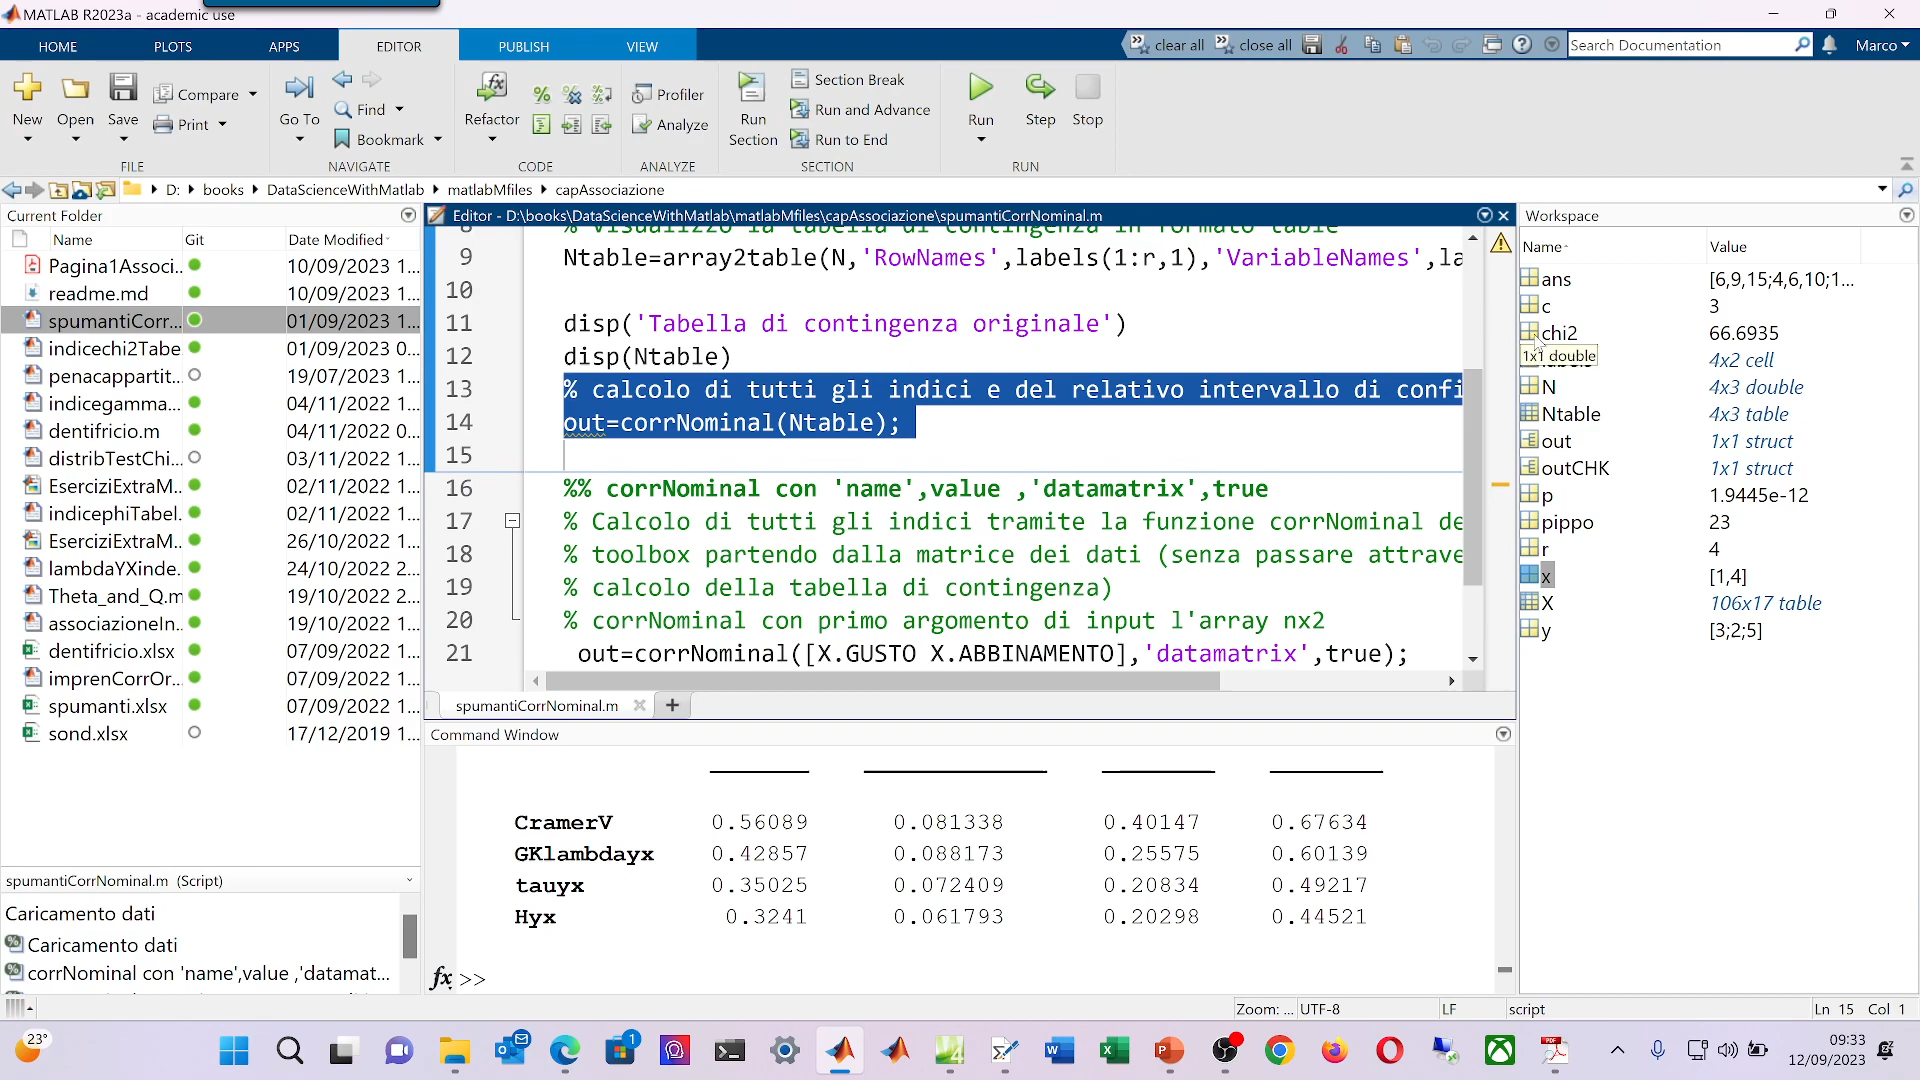 MATLAB R2023a - academic use
HOME PLOTS APPS EDITOR PUBLISH VIEW
clear all close all Search Documentation Marco
New Open Save Compare Print Go To Find Bookmark Refactor Profiler Analyze Run Section Section Break Run and Advance Run to End Run Step Stop
FILE NAVIGATE CODE ANALYZE SECTION RUN
D: books DataScienceWithMatlab matlabMfiles capAssociazione
Current Folder
Name Git Date Modified
Pagina1Associ... 10/09/2023 1...
readme.md 10/09/2023 1...
spumantiCorr... 01/09/2023 1...
indicechi2Tabe 01/09/2023 0...
penacappartit... 19/07/2023 1...
indicegamma... 04/11/2022 1...
dentifricio.m 04/11/2022 0...
distribTestChi... 03/11/2022 1...
EserciziExtraM... 02/11/2022 1...
indicephiTabel. 02/11/2022 1...
EserciziExtraM... 26/10/2022 1...
lambdaYXinde. 24/10/2022 2...
Theta_and_Q.m 19/10/2022 2...
associazioneIn.. 19/10/2022 1...
dentifricio.xlsx 07/09/2022 1...
imprenCorrOr... 07/09/2022 1...
spumanti.xlsx 07/09/2022 1...
sond.xlsx 17/12/2019 1...
spumantiCorrNominal.m (Script)
Caricamento dati
Caricamento dati
corrNominal con 'name',value ,'datamat...
Editor - D:\books\DataScienceWithMatlab\matlabMfiles\capAssociazione\spumantiCorrNominal.m
8 % Visualizzo la tabella di contingenza in formato table
9 Ntable=array2table(N,'RowNames',labels(1:r,1),'VariableNames',la
10
11 disp('Tabella di contingenza originale')
12 disp(Ntable)
13 % calcolo di tutti gli indici e del relativo intervallo di confi
14 out=corrNominal(Ntable);
15
16 %% corrNominal con 'name',value ,'datamatrix',true
17 % Calcolo di tutti gli indici tramite la funzione corrNominal de
18 % toolbox partendo dalla matrice dei dati (senza passare attrave
19 % calcolo della tabella di contingenza)
20 % corrNominal con primo argomento di input l'array nx2
21 out=corrNominal([X.GUSTO X.ABBINAMENTO],'datamatrix',true);
spumantiCorrNominal.m
Command Window
CramerV 0.56089 0.081338 0.40147 0.67634
GKlambdayx 0.42857 0.088173 0.25575 0.60139
tauyx 0.35025 0.072409 0.20834 0.49217
Hyx 0.3241 0.061793 0.20298 0.44521
fx >>
Workspace
Name Value
ans [6,9,15;4,6,10;1...
c 3
chi2 66.6935
1x1 double
4x2 cell
N 4x3 double
Ntable 4x3 table
out 1x1 struct
outCHK 1x1 struct
p 1.9445e-12
pippo 23
r 4
x [1,4]
X 106x17 table
y [3;2;5]
Zoom: ... UTF-8 LF script Ln 15 Col 1
23° 1
09:33
12/09/2023